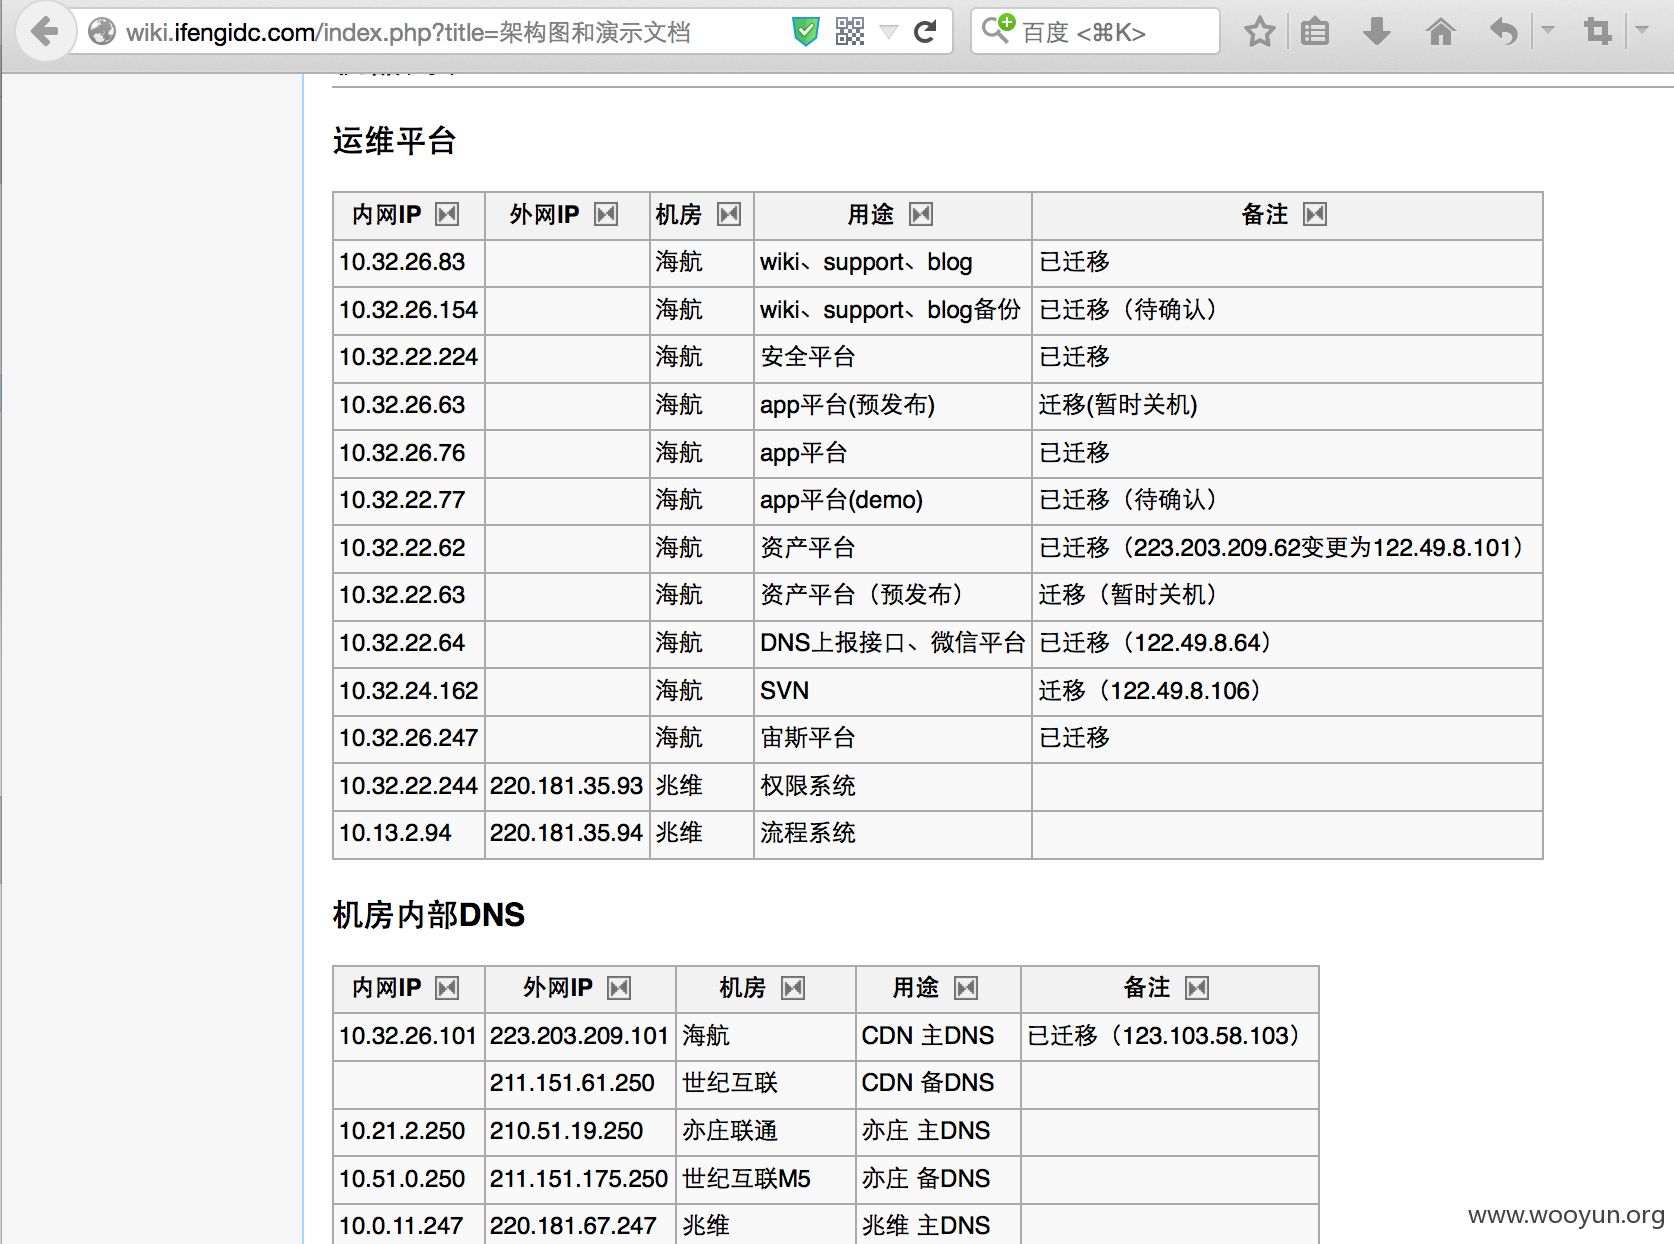 wiki.ifengidc.com/index.php?title=架构图和演示文档
百度 <⌘K>
运维平台
内网IP 外网IP 机房 用途 备注
10.32.26.83 海航 wiki、support、blog 已迁移
10.32.26.154 海航 wiki、support、blog备份 已迁移（待确认）
10.32.22.224 海航 安全平台 已迁移
10.32.26.63 海航 app平台(预发布) 迁移(暂时关机)
10.32.26.76 海航 app平台 已迁移
10.32.22.77 海航 app平台(demo) 已迁移（待确认）
10.32.22.62 海航 资产平台 已迁移（223.203.209.62变更为122.49.8.101）
10.32.22.63 海航 资产平台（预发布） 迁移（暂时关机）
10.32.22.64 海航 DNS上报接口、微信平台 已迁移（122.49.8.64）
10.32.24.162 海航 SVN 迁移（122.49.8.106）
10.32.26.247 海航 宙斯平台 已迁移
10.32.22.244 220.181.35.93 兆维 权限系统
10.13.2.94 220.181.35.94 兆维 流程系统
机房内部DNS
内网IP 外网IP 机房 用途 备注
10.32.26.101 223.203.209.101 海航 CDN 主DNS 已迁移（123.103.58.103）
211.151.61.250 世纪互联 CDN 备DNS
10.21.2.250 210.51.19.250 亦庄联通 亦庄 主DNS
10.51.0.250 211.151.175.250 世纪互联M5 亦庄 备DNS
10.0.11.247 220.181.67.247 兆维 兆维 主DNS
www.wooyun.org